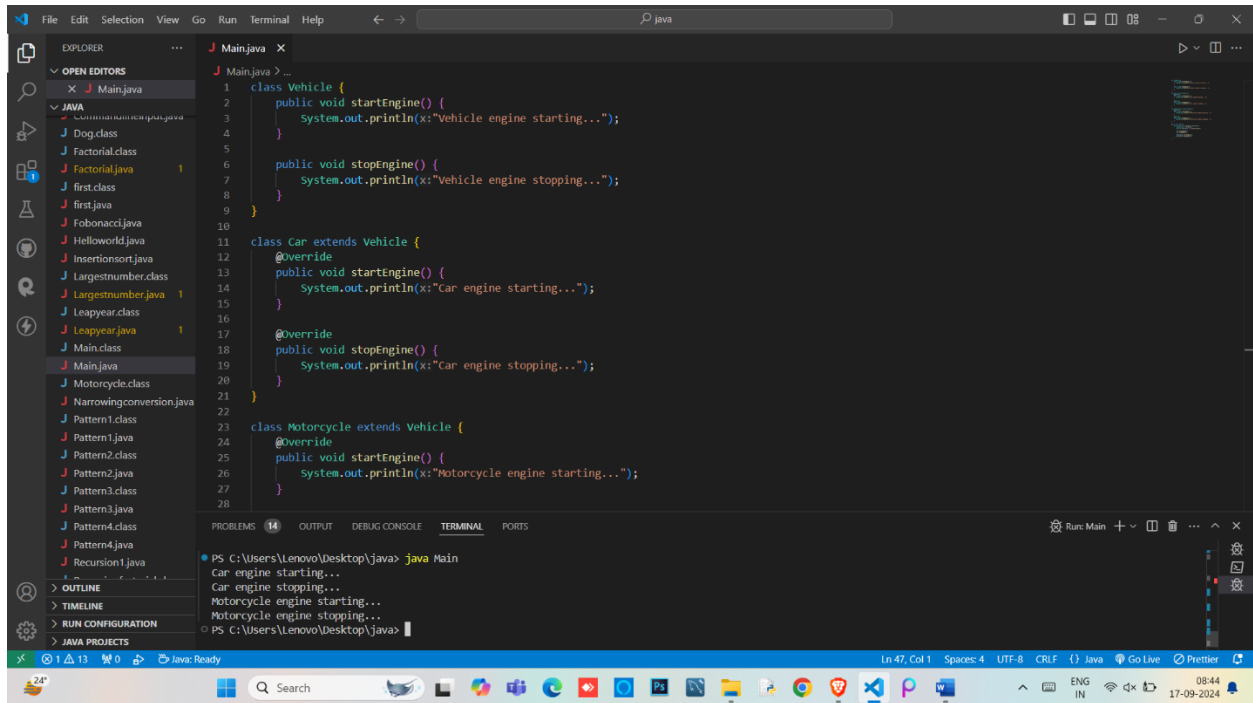 File Edit Selection View Go Run Terminal Help
java
EXPLORER
OPEN EDITORS
Main.java
JAVA
Commandlineinput.java
Dog.class
Factorial.class
Factorial.java 1
first.class
first.java
Fobonacci.java
Helloworld.java
Insertionsort.java
Largestnumber.class
Largestnumber.java 1
Leapyear.class
Leapyear.java 1
Main.class
Main.java
Motorcycle.class
Narrowingconversion.java
Pattern1.class
Pattern1.java
Pattern2.class
Pattern2.java
Pattern3.class
Pattern3.java
Pattern4.class
Pattern4.java
Recursion1.java
OUTLINE
TIMELINE
RUN CONFIGURATION
JAVA PROJECTS
1
J Main.java
J Main.java > ...
1 class Vehicle {
2 public void startEngine() {
3 System.out.println(x:"Vehicle engine starting...");
4 }
5
6 public void stopEngine() {
7 System.out.println(x:"Vehicle engine stopping...");
8 }
9 }
10
11 class Car extends Vehicle {
12 @Override
13 public void startEngine() {
14 System.out.println(x:"Car engine starting...");
15 }
16
17 @Override
18 public void stopEngine() {
19 System.out.println(x:"Car engine stopping...");
20 }
21 }
22
23 class Motorcycle extends Vehicle {
24 @Override
25 public void startEngine() {
26 System.out.println(x:"Motorcycle engine starting...");
27 }
28
PROBLEMS 14 OUTPUT DEBUG CONSOLE TERMINAL PORTS
Run: Main
PS C:\Users\Lenovo\Desktop\java> java Main
Car engine starting...
Car engine stopping...
Motorcycle engine starting...
Motorcycle engine stopping...
PS C:\Users\Lenovo\Desktop\java>
1 13 0 Java: Ready
Ln 47, Col 1 Spaces: 4 UTF-8 CRLF {} Java Go Live Prettier
24°
Search
Ps
ENG
IN
08:44
17-09-2024